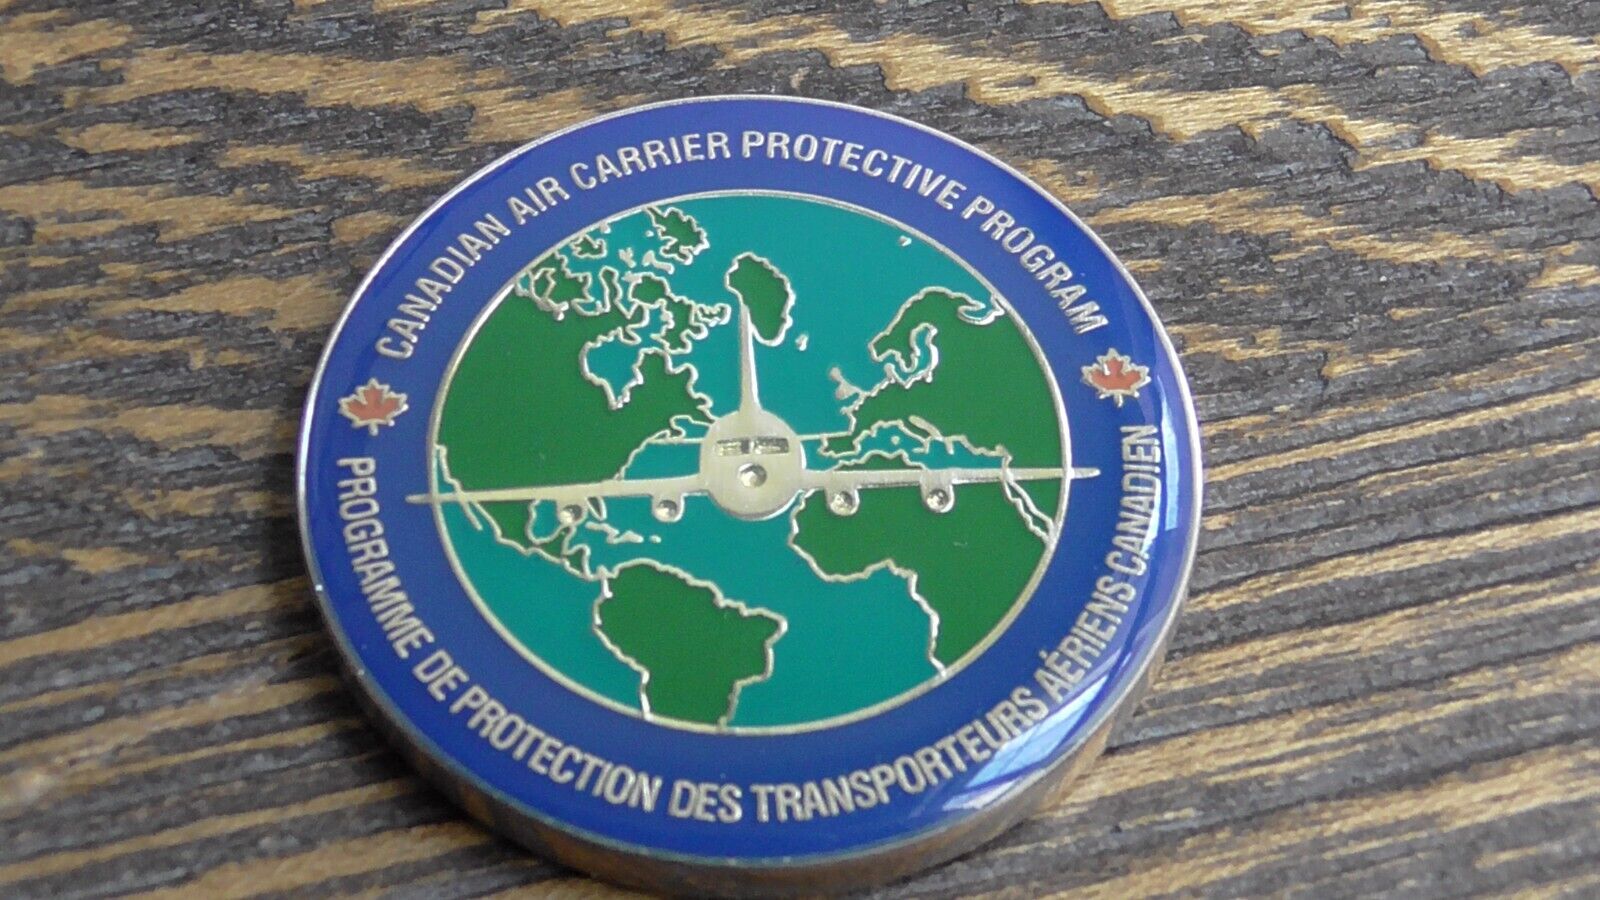 CANADIAN AIR CARRIER PROTECTIVE PROGRAM
PROGRAMME DE PROTECTION DES TRANSPORTEURS AÉRIENS CANADIEN